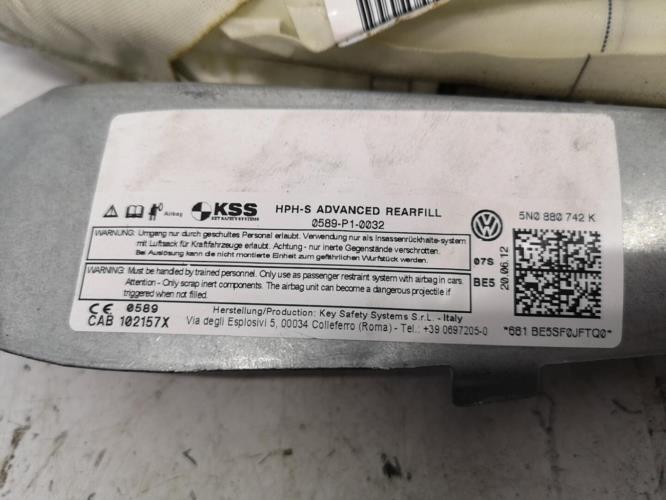 Airbag
KSS
KEY SAFETY SYSTEMS
HPH-S ADVANCED REARFILL
0589-P1-0032
WARNUNG: Umgang nur durch geschultes Personal erlaubt. Verwendung nur als Insassenrückhalte-system
mit Luftsack für Kraftfahrzeuge erlaubt. Achtung - nur inerte Gegenstände verschrotten.
Bei Auslösung kann die nicht montierte Einheit zum gefährlichen Wurfstück werden.
WARNING: Must be handled by trained personnel. Only use as passenger restraint system with airbag in cars.
Attention - Only scrap inert components. The airbag unit can become a dangerous projectile if
triggered when not filled.
CE 0589
CAB 102157X
Herstellung/Production: Key Safety Systems S.r.L. - Italy
Via degli Esplosivi 5, 00034 Colleferro (Roma) - Tel.: +39 0697205-0
VW
07S
BE5
20.06.12
5N0 880 742 K
*6B1 BE5SF0JFTQ0*